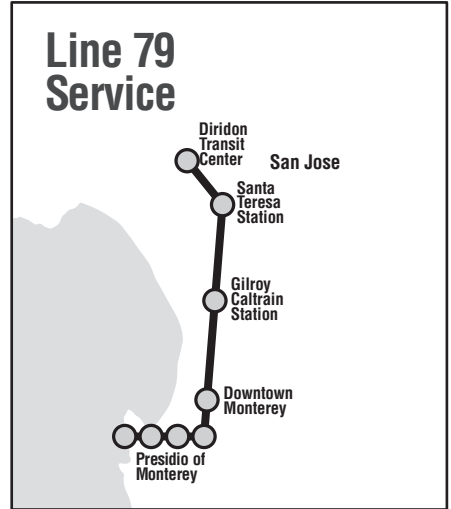 Line 79
Service
Diridon
Transit
Center
San Jose
Santa
Teresa
Station
Gilroy
Caltrain
Station
Downtown
Monterey
Presidio of
Monterey